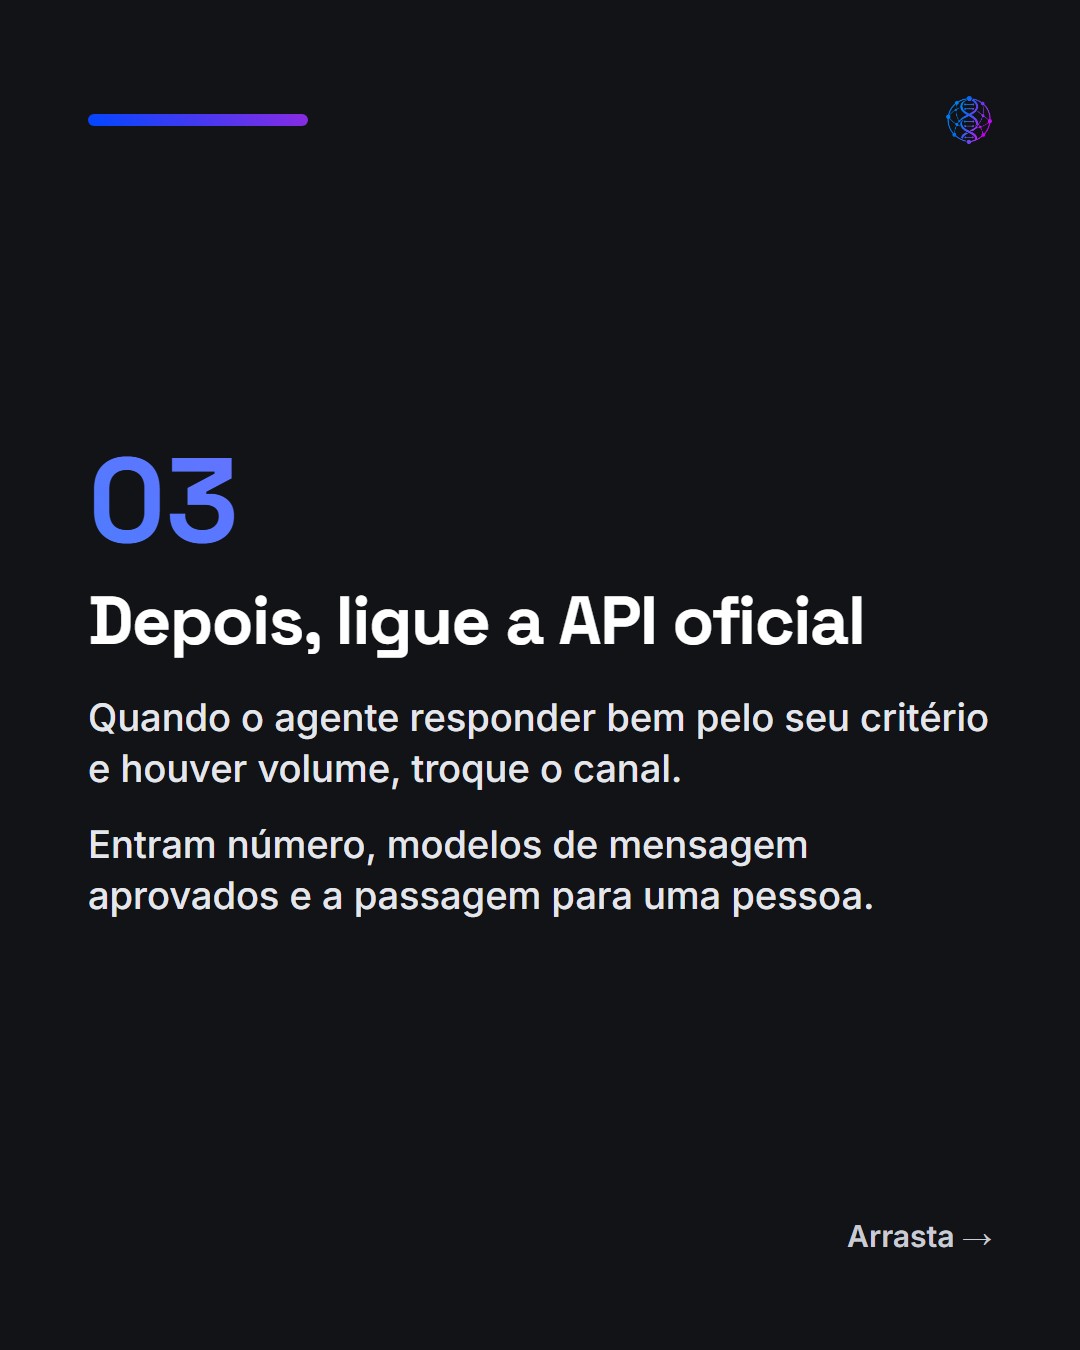 03
Depois, ligue a API oficial
Quando o agente responder bem pelo seu critério
e houver volume, troque o canal.
Entram número, modelos de mensagem
aprovados e a passagem para uma pessoa.
Arrasta →